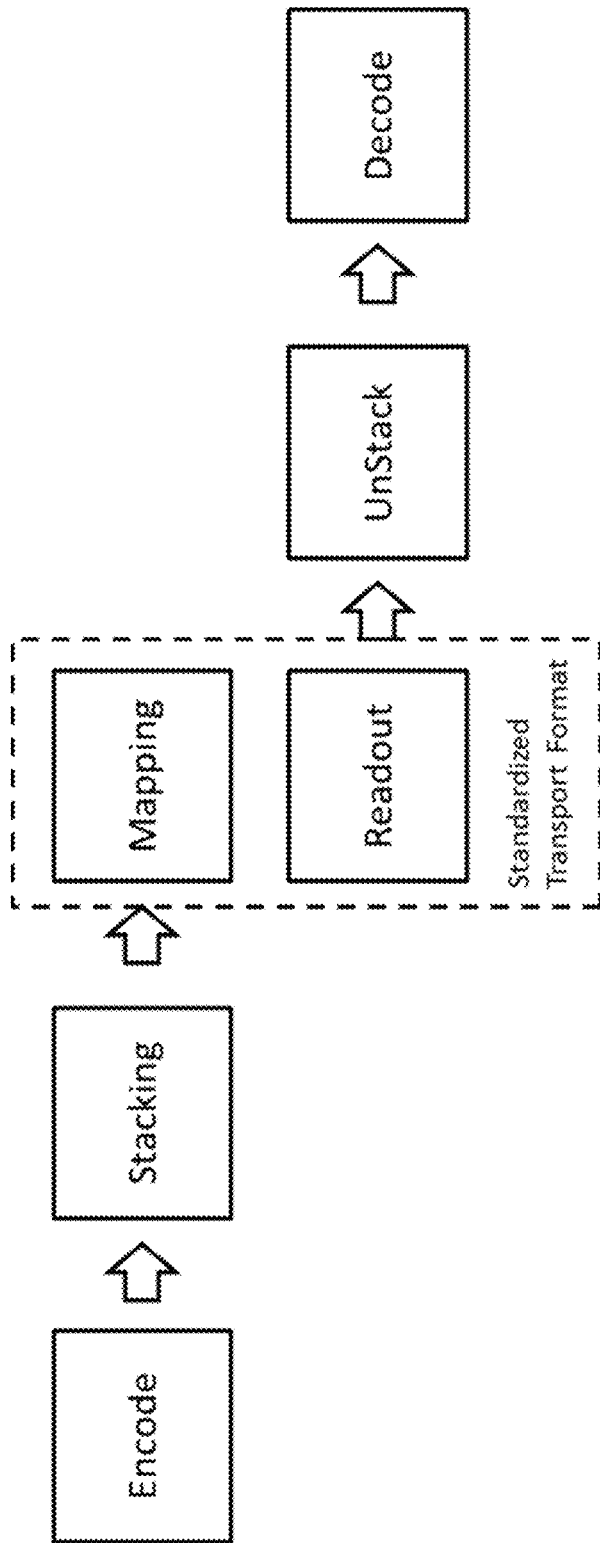 Encode
Stacking
Mapping
Readout
Standardized
Transport Format
UnStack
Decode